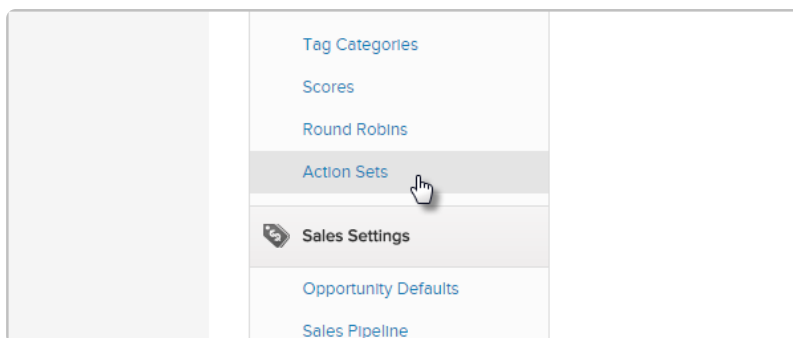 Tag Categories
Scores
Round Robins
Action Sets
Sales Settings
Opportunity Defaults
Sales Pipeline